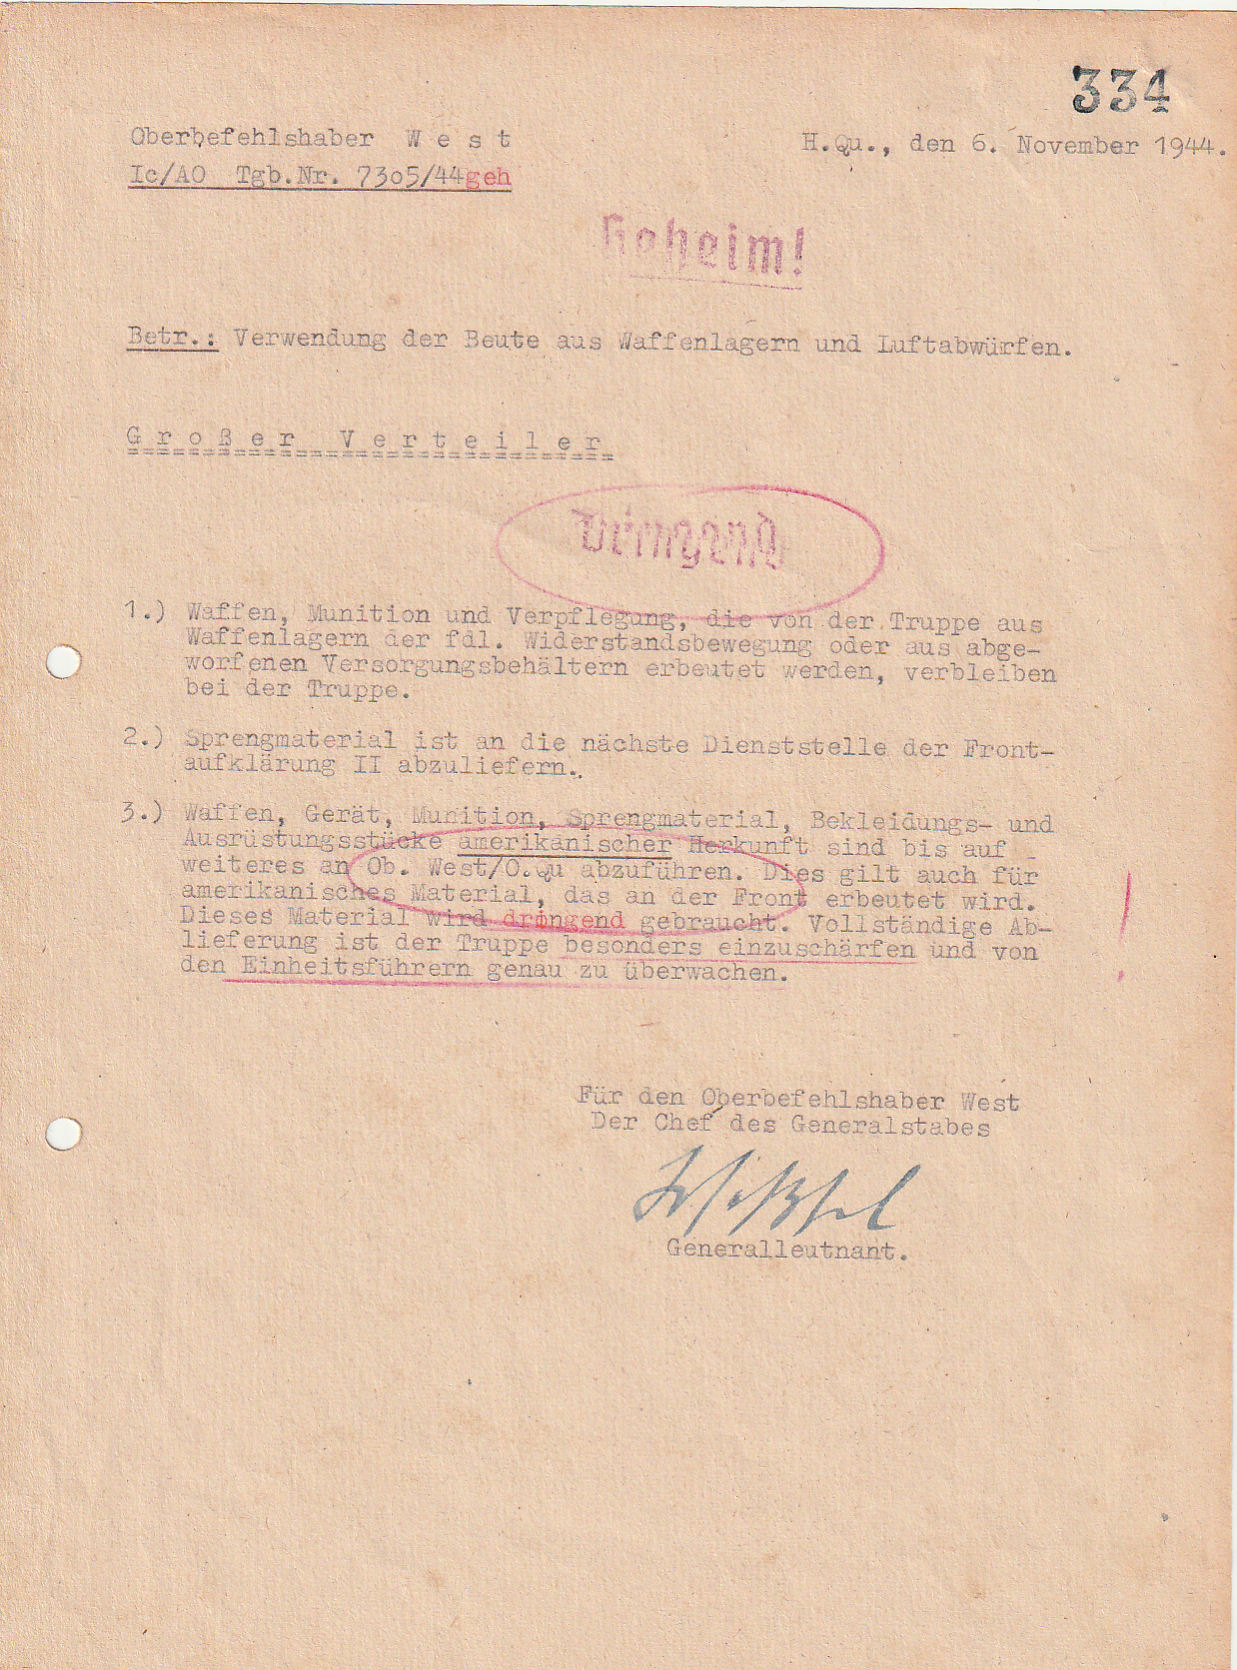 334
Oberbefehlshaber W e s t
H.Qu., den 6. November 1944.
Ic/AO Tgb.Nr. 73o5/44geh
Geheim!
Betr.: Verwendung der Beute aus Waffenlagern und Luftabwürfen.
G r o ß e r V e r t e i l e r
Dringend
1.) Waffen, Munition und Verpflegung, die von der Truppe aus
Waffenlagern der fdl. Widerstandsbewegung oder aus abge-
worfenen Versorgungsbehältern erbeutet werden, verbleiben
bei der Truppe.
2.) Sprengmaterial ist an die nächste Dienststelle der Front-
aufklärung II abzuliefern.
3.) Waffen, Gerät, Munition, Sprengmaterial, Bekleidungs- und
Ausrüstungsstücke amerikanischer Herkunft sind bis auf
weiteres an Ob. West/O.Qu abzuführen. Dies gilt auch für
amerikanisches Material, das an der Front erbeutet wird.
Dieses Material wird dringend gebraucht. Vollständige Ab-
lieferung ist der Truppe besonders einzuschärfen und von
den Einheitsführern genau zu überwachen.
Für den Oberbefehlshaber West
Der Chef des Generalstabes
Generalleutnant.